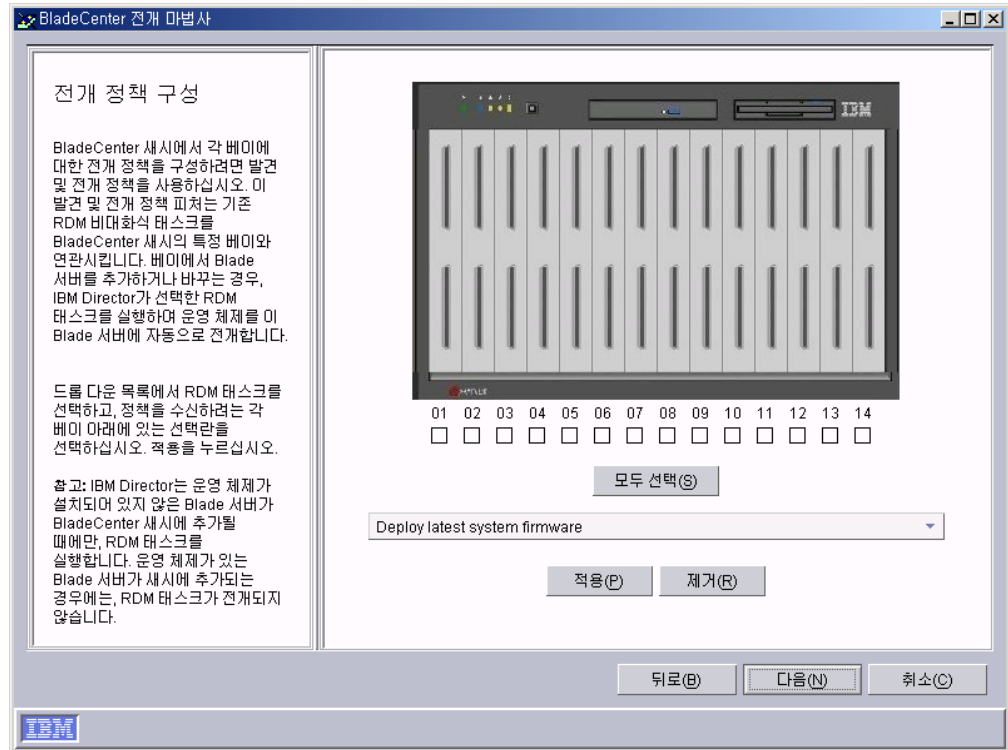 BladeCenter 전개 마법사
전개 정책 구성
BladeCenter 섀시에서 각 베이에
대한 전개 정책을 구성하려면 발견
및 전개 정책을 사용하십시오. 이
발견 및 전개 정책 피처는 기존
RDM 비대화식 태스크를
BladeCenter 섀시의 특정 베이와
연관시킵니다. 베이에서 Blade
서버를 추가하거나 바꾸는 경우,
IBM Director가 선택한 RDM
태스크를 실행하여 운영 체제를 이
Blade 서버에 자동으로 전개합니다.
드롭 다운 목록에서 RDM 태스크를
선택하고, 정책을 수신하려는 각
베이 아래에 있는 선택란을
선택하십시오. 적용을 누르십시오.
참고: IBM Director는 운영 체제가
설치되어 있지 않은 Blade 서버가
BladeCenter 섀시에 추가될
때에만, RDM 태스크를
실행합니다. 운영 체제가 있는
Blade 서버가 섀시에 추가되는
경우에는, RDM 태스크가 전개되지
않습니다.
IBM
01 02 03 04 05 06 07 08 09 10 11 12 13 14
모두 선택(S)
Deploy latest system firmware
적용(P) 제거(R)
뒤로(B) 다음(N) 취소(C)
IBM